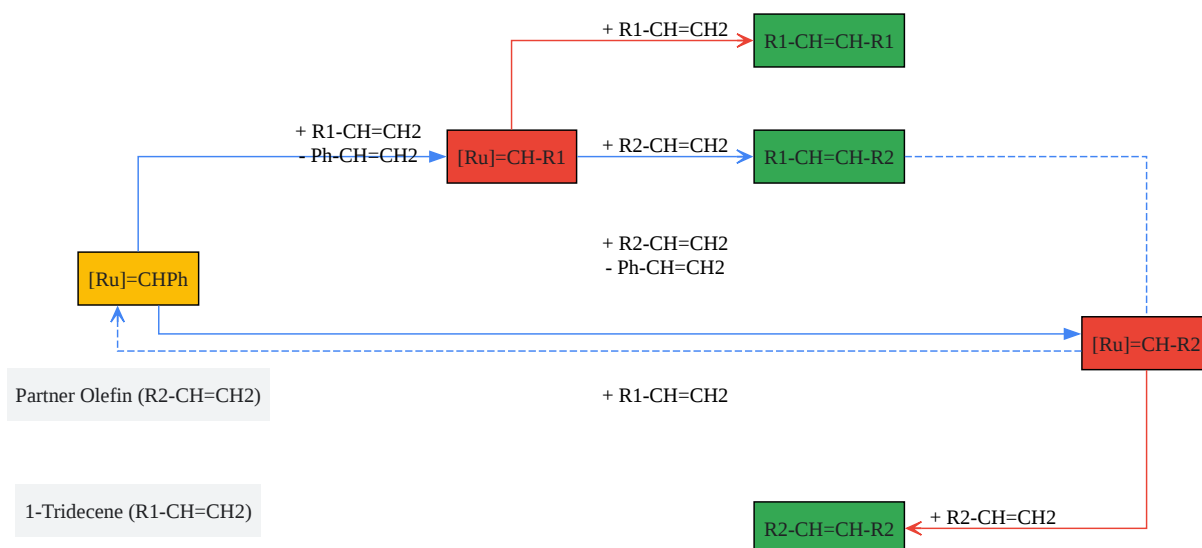 + R1-CH=CH2
R1-CH=CH-R1
+ R1-CH=CH2
- Ph-CH=CH2
[Ru]=CH-R1
+ R2-CH=CH2
R1-CH=CH-R2
+ R2-CH=CH2
- Ph-CH=CH2
[Ru]=CHPh
[Ru]=CH-R2
Partner Olefin (R2-CH=CH2)
+ R1-CH=CH2
1-Tridecene (R1-CH=CH2)
R2-CH=CH-R2
+ R2-CH=CH2